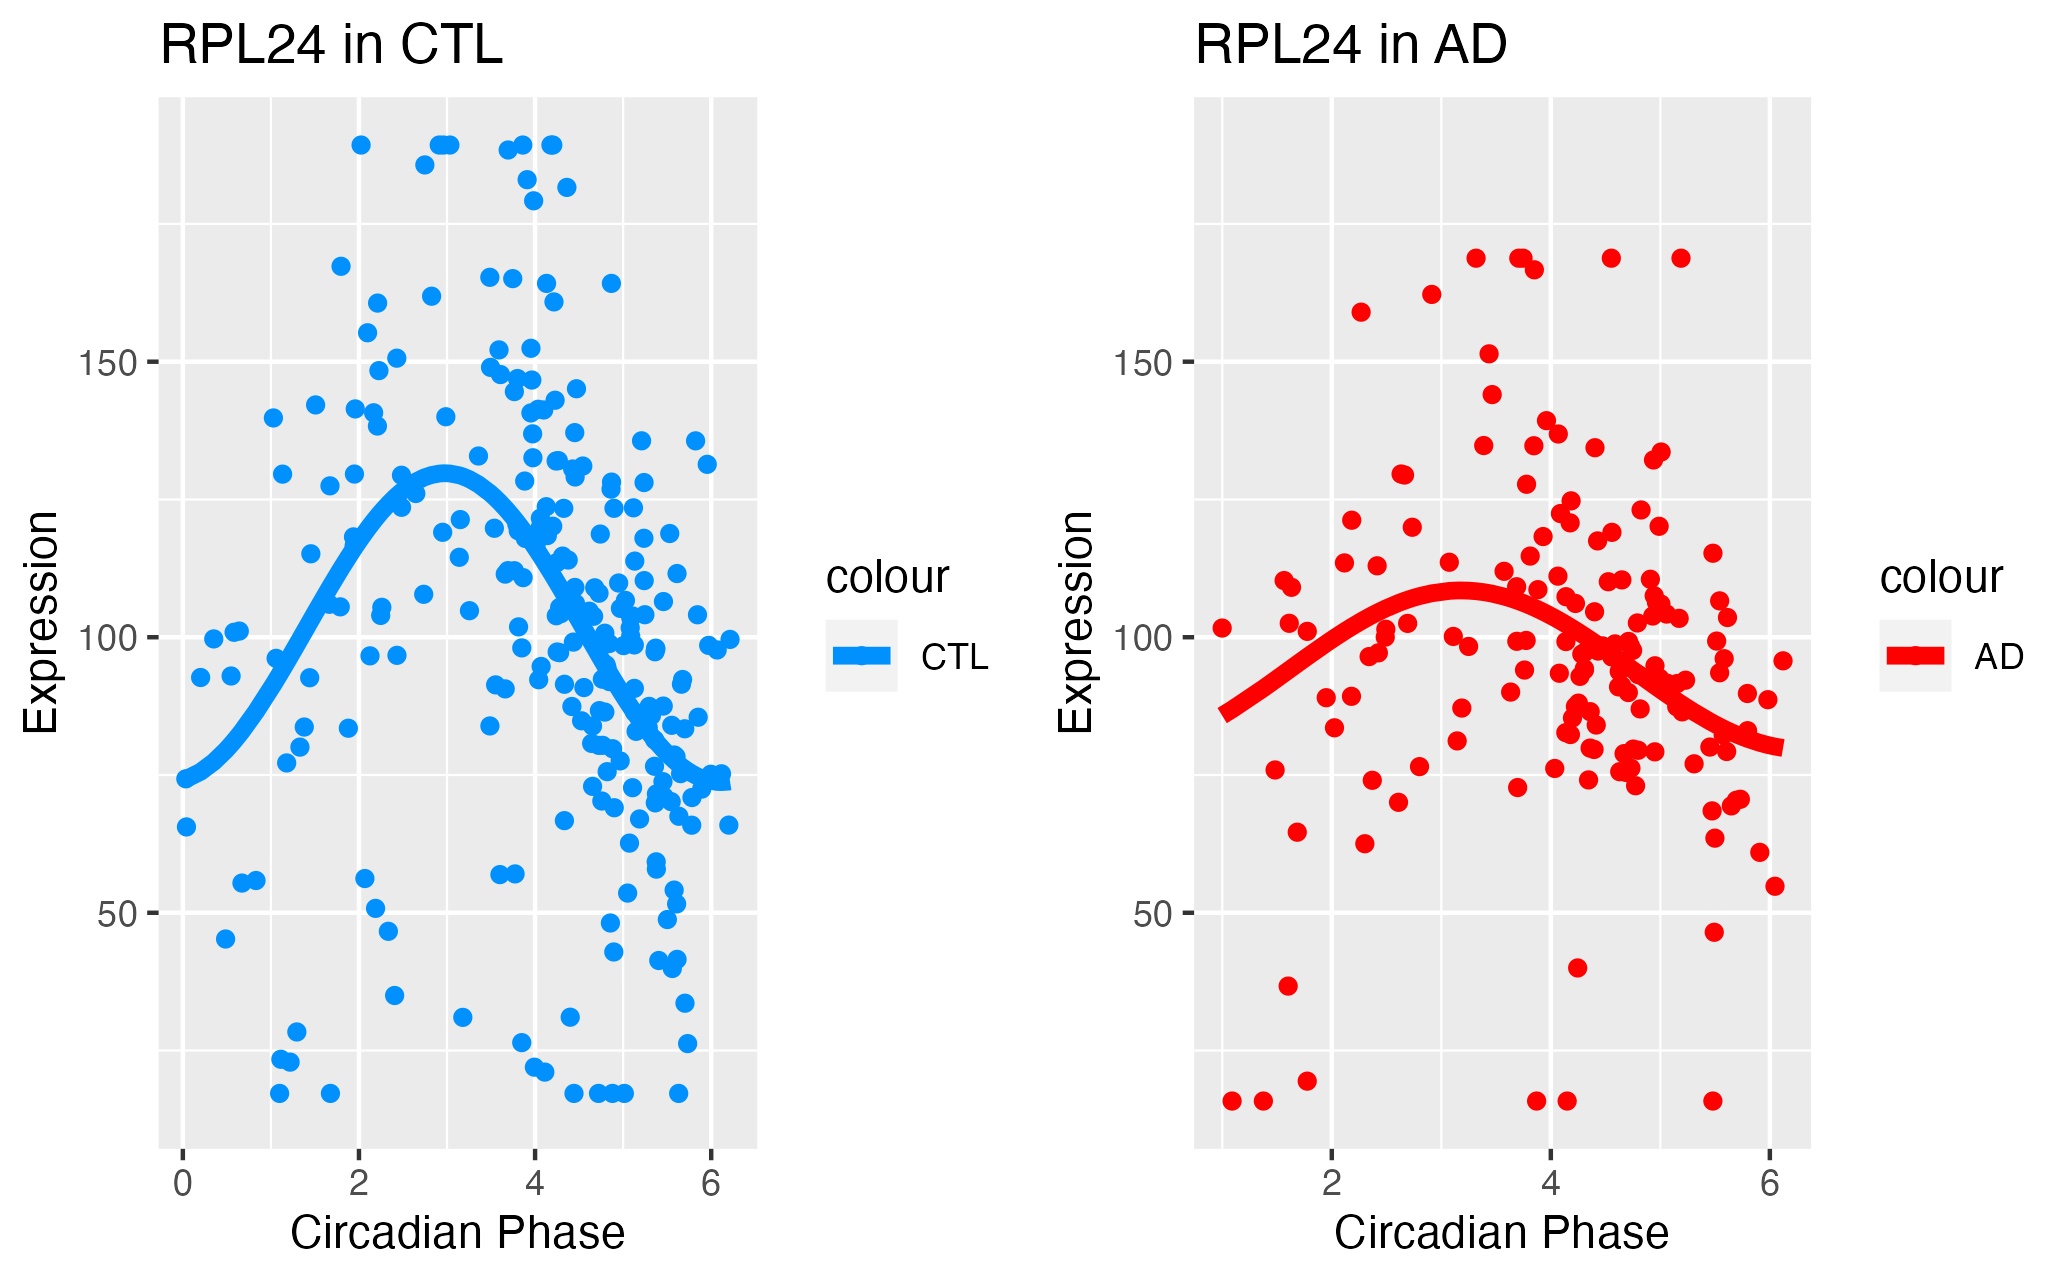 RPL24 in CTL
Expression
150
100
50
0 2 4 6
Circadian Phase
colour
CTL
RPL24 in AD
Expression
150
100
50
2 4 6
Circadian Phase
colour
AD